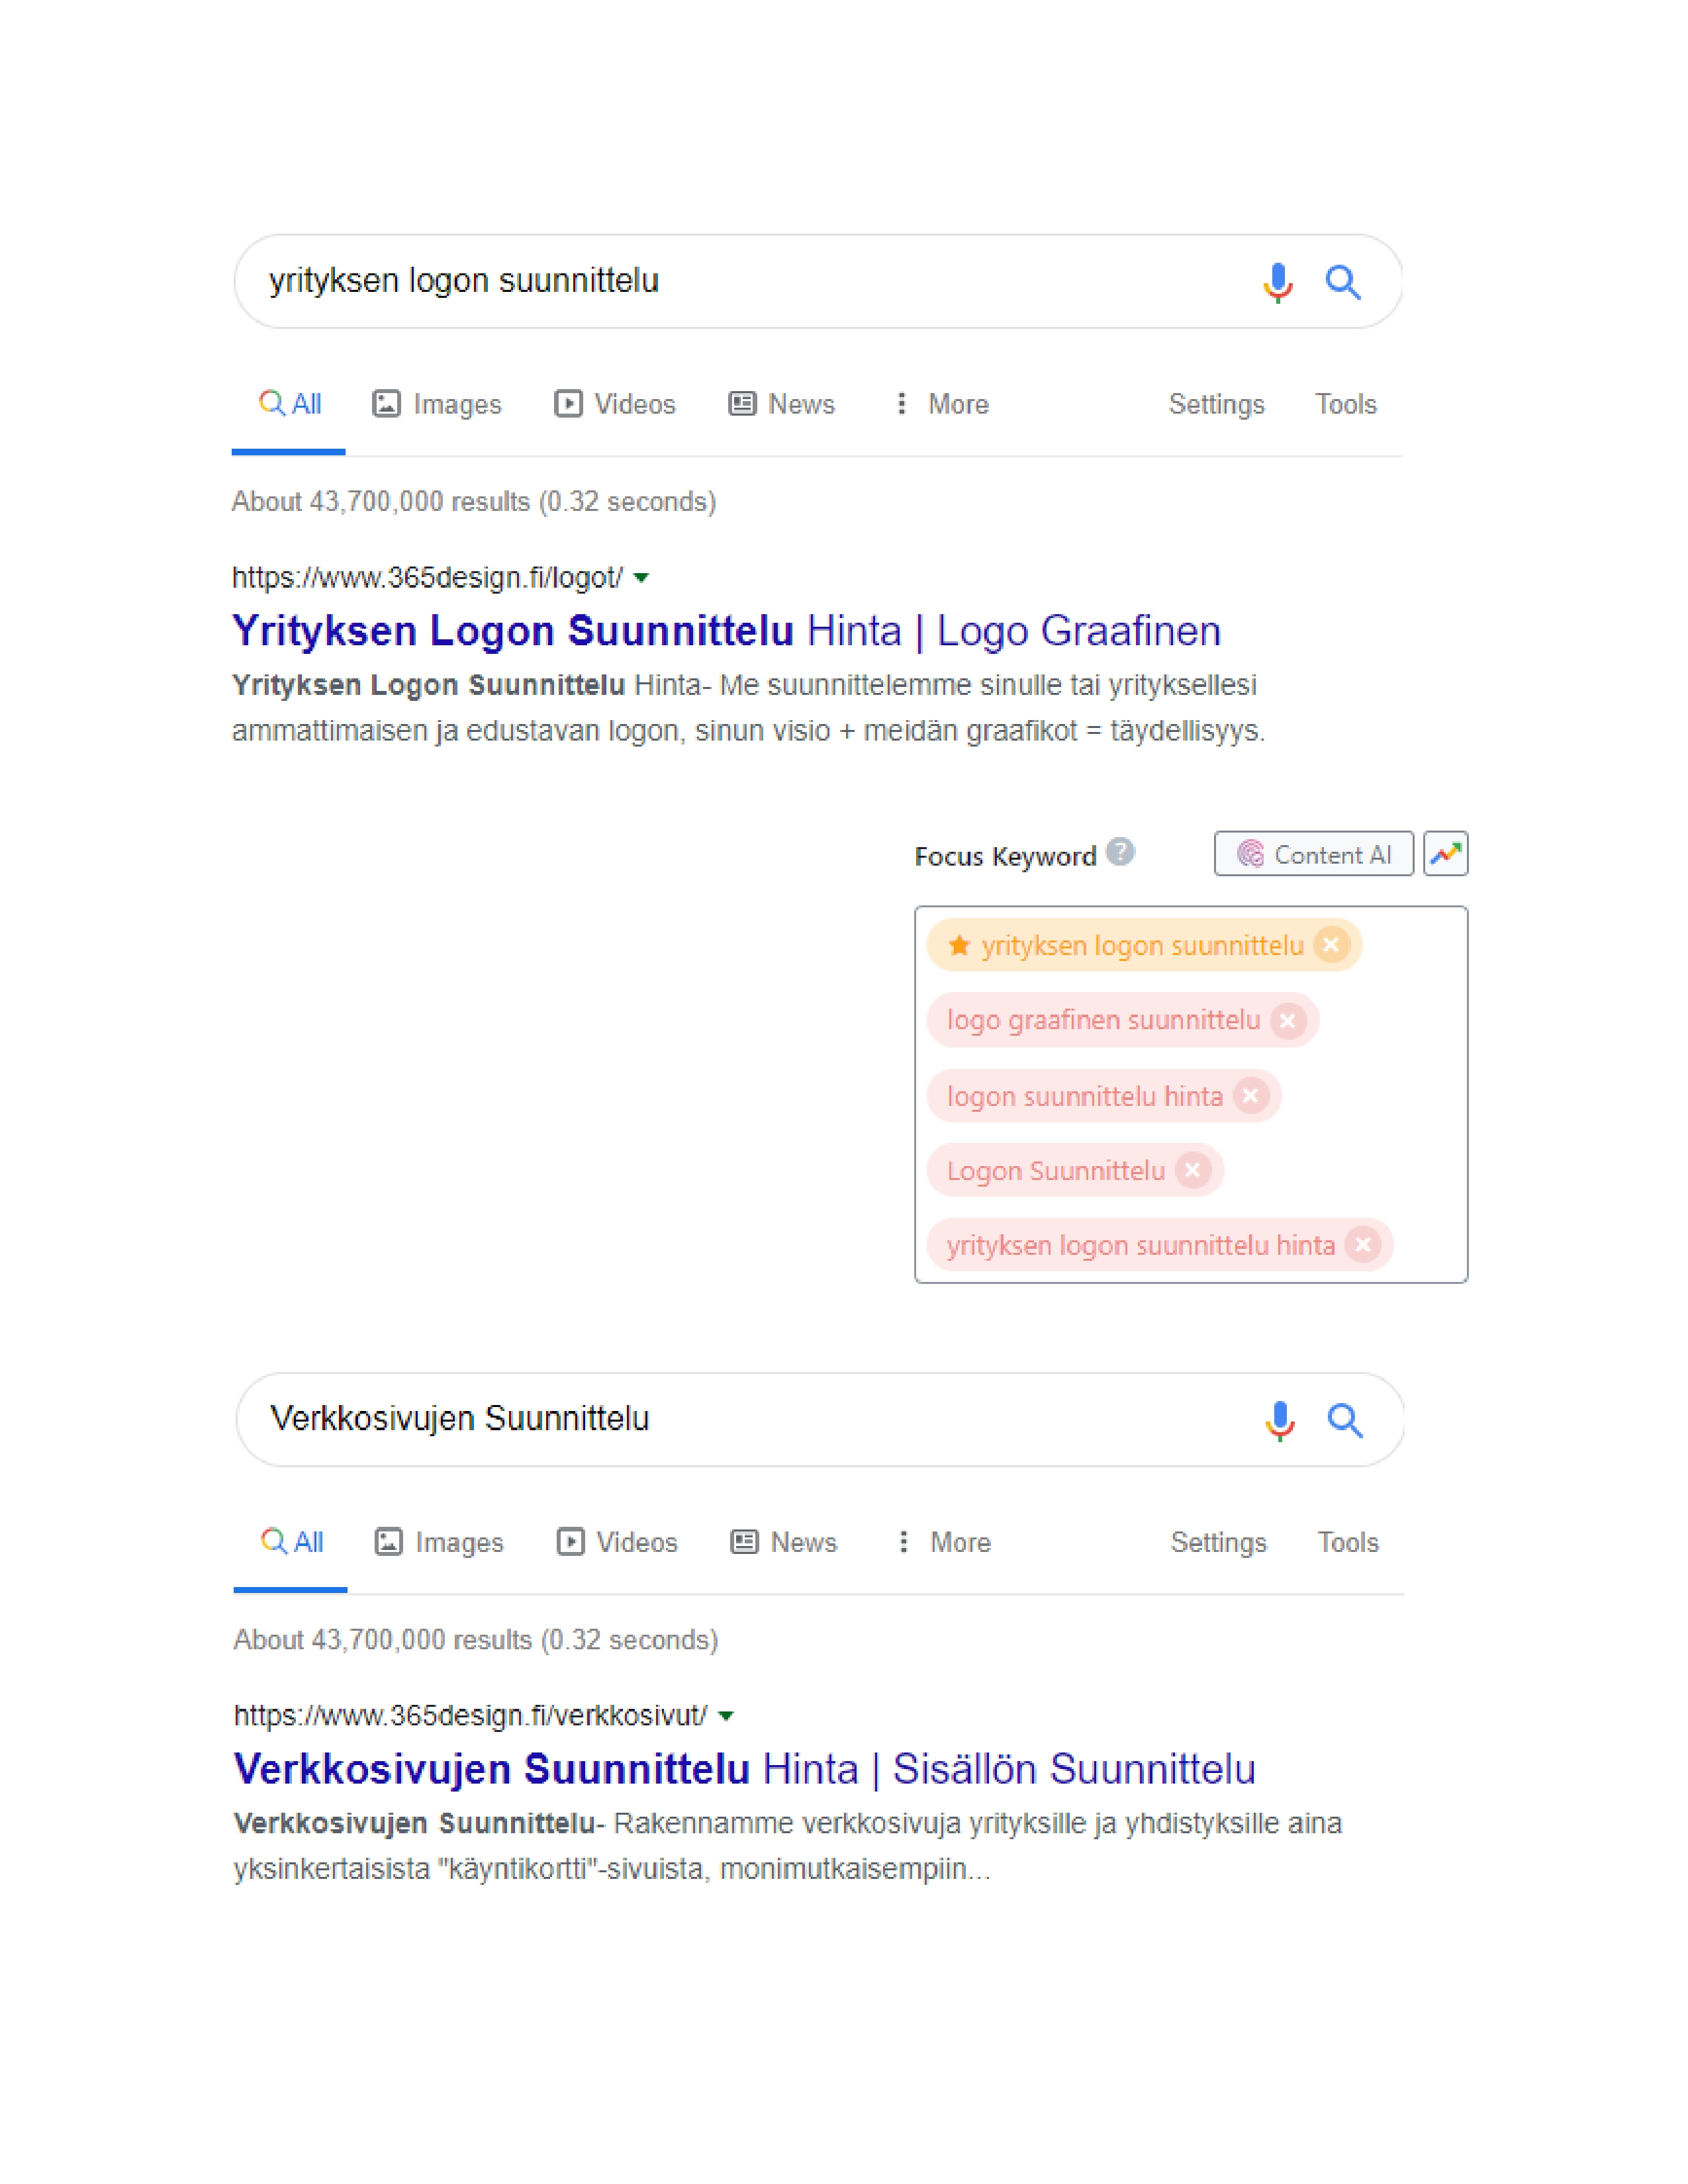 yrityksen logon suunnittelu
All Images Videos News More Settings Tools
About 43,700,000 results (0.32 seconds)
https://www.365design.fi/logot/
Yrityksen Logon Suunnittelu Hinta | Logo Graafinen
Yrityksen Logon Suunnittelu Hinta- Me suunnittelemme sinulle tai yrityksellesi
ammattimaisen ja edustavan logon, sinun visio + meidän graafikot = täydellisyys.
Focus Keyword ? Content AI
yrityksen logon suunnittelu
logo graafinen suunnittelu
logon suunnittelu hinta
Logon Suunnittelu
yrityksen logon suunnittelu hinta
Verkkosivujen Suunnittelu
All Images Videos News More Settings Tools
About 43,700,000 results (0.32 seconds)
https://www.365design.fi/verkkosivut/
Verkkosivujen Suunnittelu Hinta | Sisällön Suunnittelu
Verkkosivujen Suunnittelu- Rakennamme verkkosivuja yrityksille ja yhdistyksille aina
yksinkertaisista "käyntikortti"-sivuista, monimutkaisempiin...